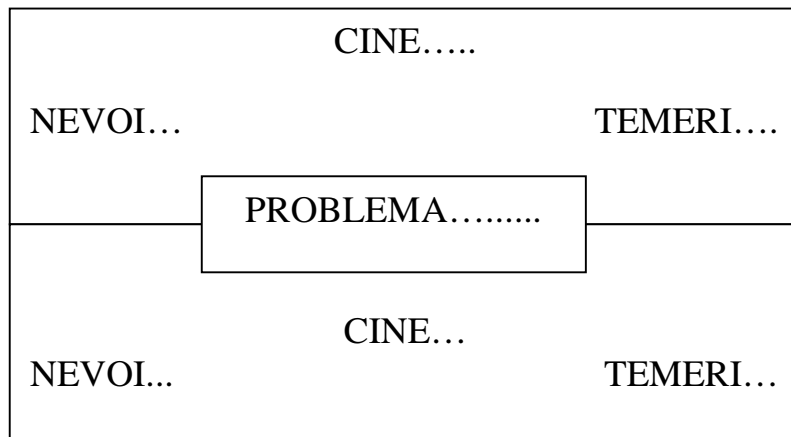 CINE…..
NEVOI… TEMERI….
PROBLEMA….......
CINE…
NEVOI... TEMERI…